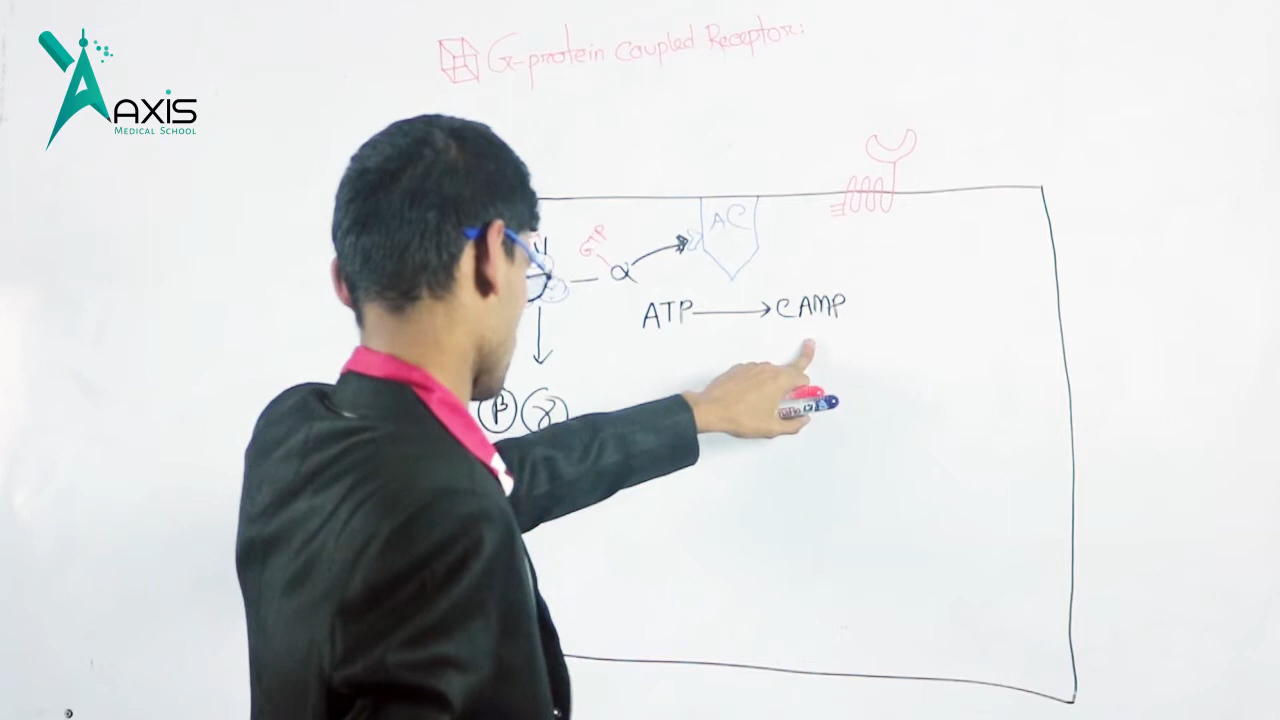 AXIS
MEDICAL SCHOOL
G-protein Coupled Receptor:
GTP
α
AC
ATP → CAMP
β γ